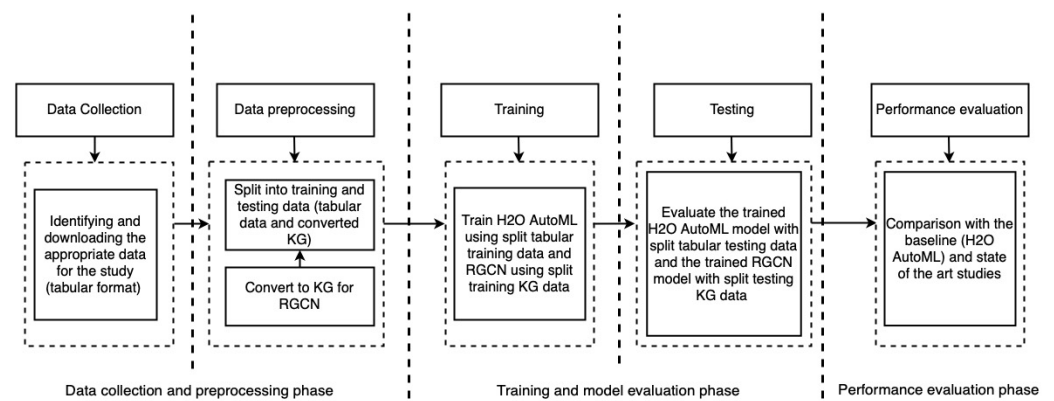 Data Collection
Data preprocessing
Training
Testing
Performance evaluation
Identifying and
downloading the
appropriate data
for the study
(tabular format)
Split into training and
testing data (tabular
data and converted
KG)
Convert to KG for
RGCN
Train H2O AutoML
using split tabular
training data and
RGCN using split
training KG data
Evaluate the trained
H2O AutoML model with
split tabular testing data
and the trained RGCN
model with split testing
KG data
Comparison with the
baseline (H2O
AutoML) and state
of the art studies
Data collection and preprocessing phase
Training and model evaluation phase
Performance evaluation phase